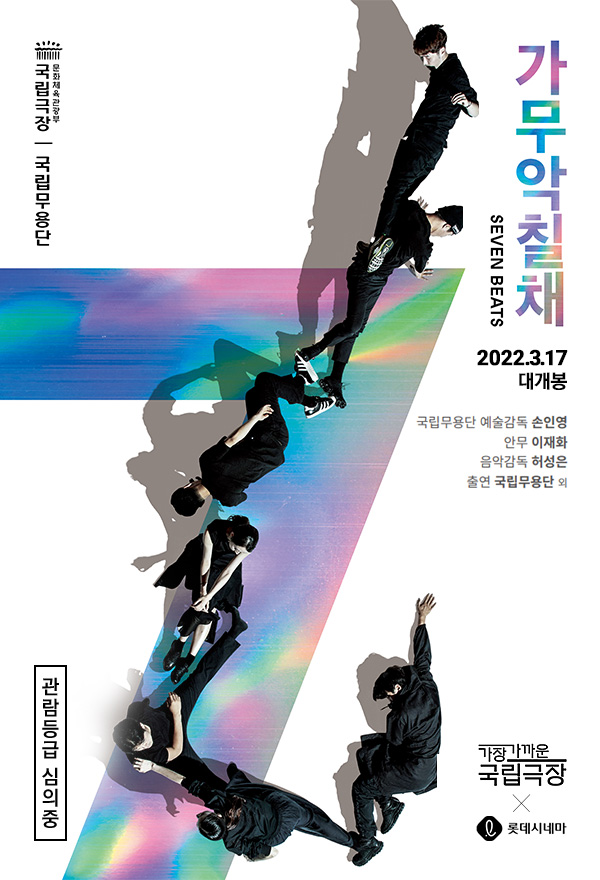 문화체육관광부
국립극장 | 국립무용단
가무악칠채
SEVEN BEATS
2022.3.17
대개봉
국립무용단 예술감독 손인영
안무 이재화
음악감독 허성은
출연 국립무용단 외
관람등급 심의중
가장 가까운
국립극장
×
롯데시네마